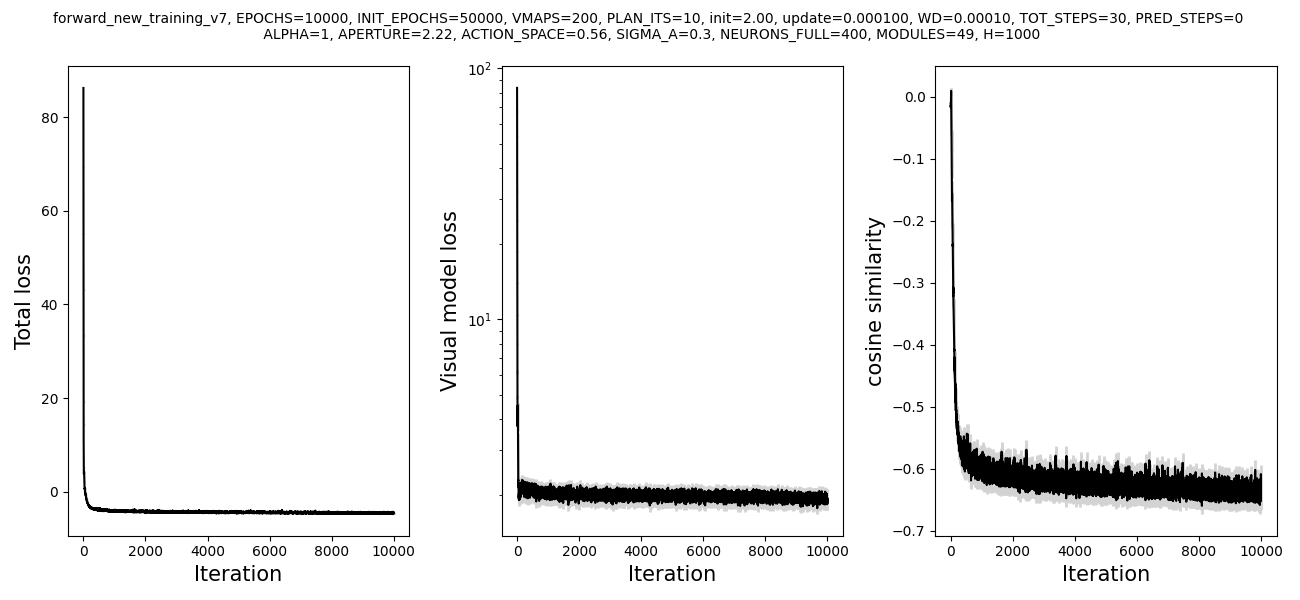 forward_new_training_v7, EPOCHS=10000, INIT_EPOCHS=50000, VMAPS=200, PLAN_ITS=10, init=2.00, update=0.000100, WD=0.00010, TOT_STEPS=30, PRED_STEPS=0
ALPHA=1, APERTURE=2.22, ACTION_SPACE=0.56, SIGMA_A=0.3, NEURONS_FULL=400, MODULES=49, H=1000
Total loss
80
60
40
20
0
0 2000 4000 6000 8000 10000
Iteration
Visual model loss
10²
10¹
0 2000 4000 6000 8000 10000
Iteration
cosine similarity
0.0
−0.1
−0.2
−0.3
−0.4
−0.5
−0.6
−0.7
0 2000 4000 6000 8000 10000
Iteration